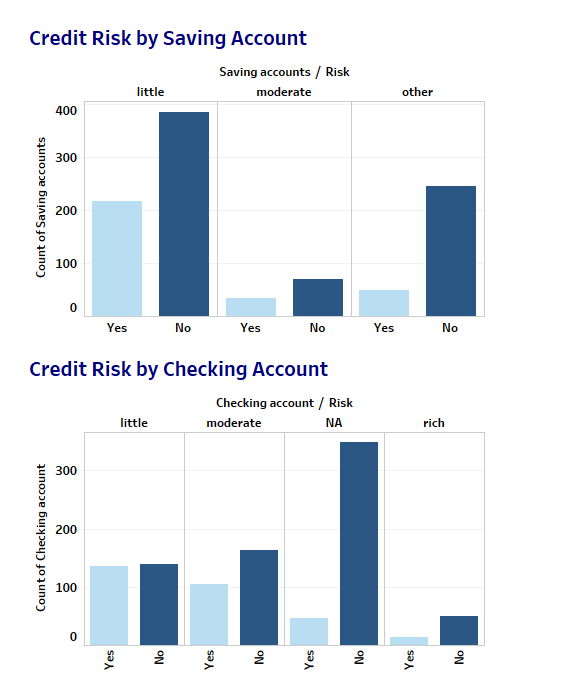 Credit Risk by Saving Account
Saving accounts / Risk
little moderate other
400
300
200
100
0
Count of Saving accounts
Yes No Yes No Yes No
Credit Risk by Checking Account
Checking account / Risk
little moderate NA rich
300
200
100
0
Count of Checking account
Yes No Yes No Yes No Yes No